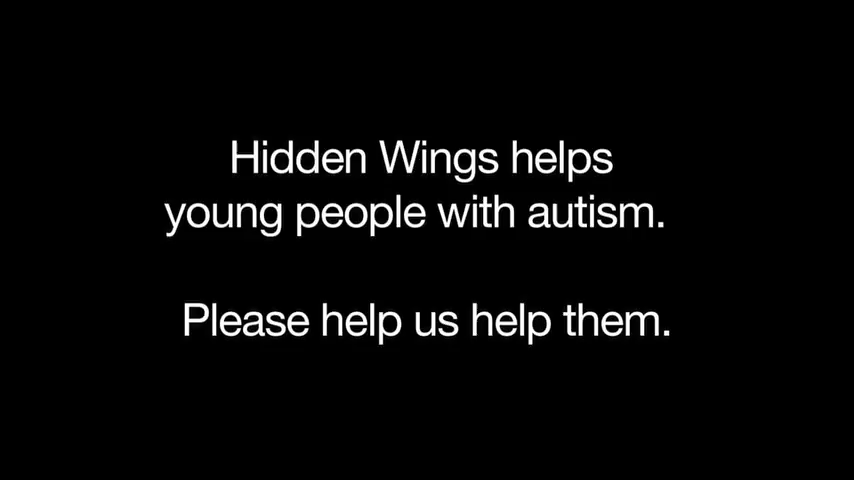 Hidden Wings helps
young people with autism.
Please help us help them.